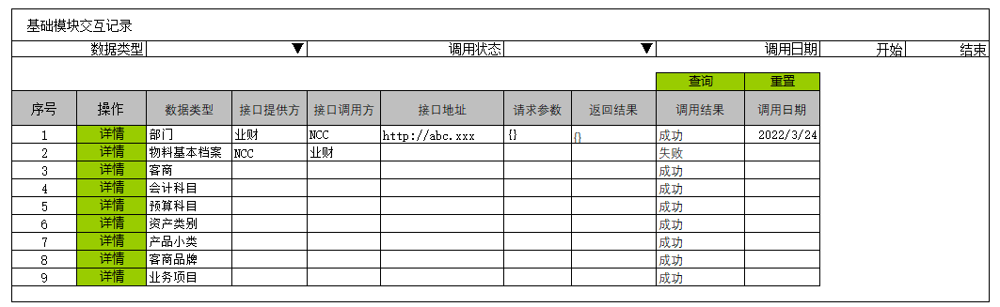 基础模块交互记录
数据类型 ▼ 调用状态 ▼ 调用日期 开始 结束
查询 重置
序号 操作 数据类型 接口提供方 接口调用方 接口地址 请求参数 返回结果 调用结果 调用日期
1 详情 部门 业财 NCC http://abc.xxx {} {} 成功 2022/3/24
2 详情 物料基本档案 NCC 业财 失败
3 详情 客商 成功
4 详情 会计科目 成功
5 详情 预算科目 成功
6 详情 资产类别 成功
7 详情 产品小类 成功
8 详情 客商品牌 成功
9 详情 业务项目 成功